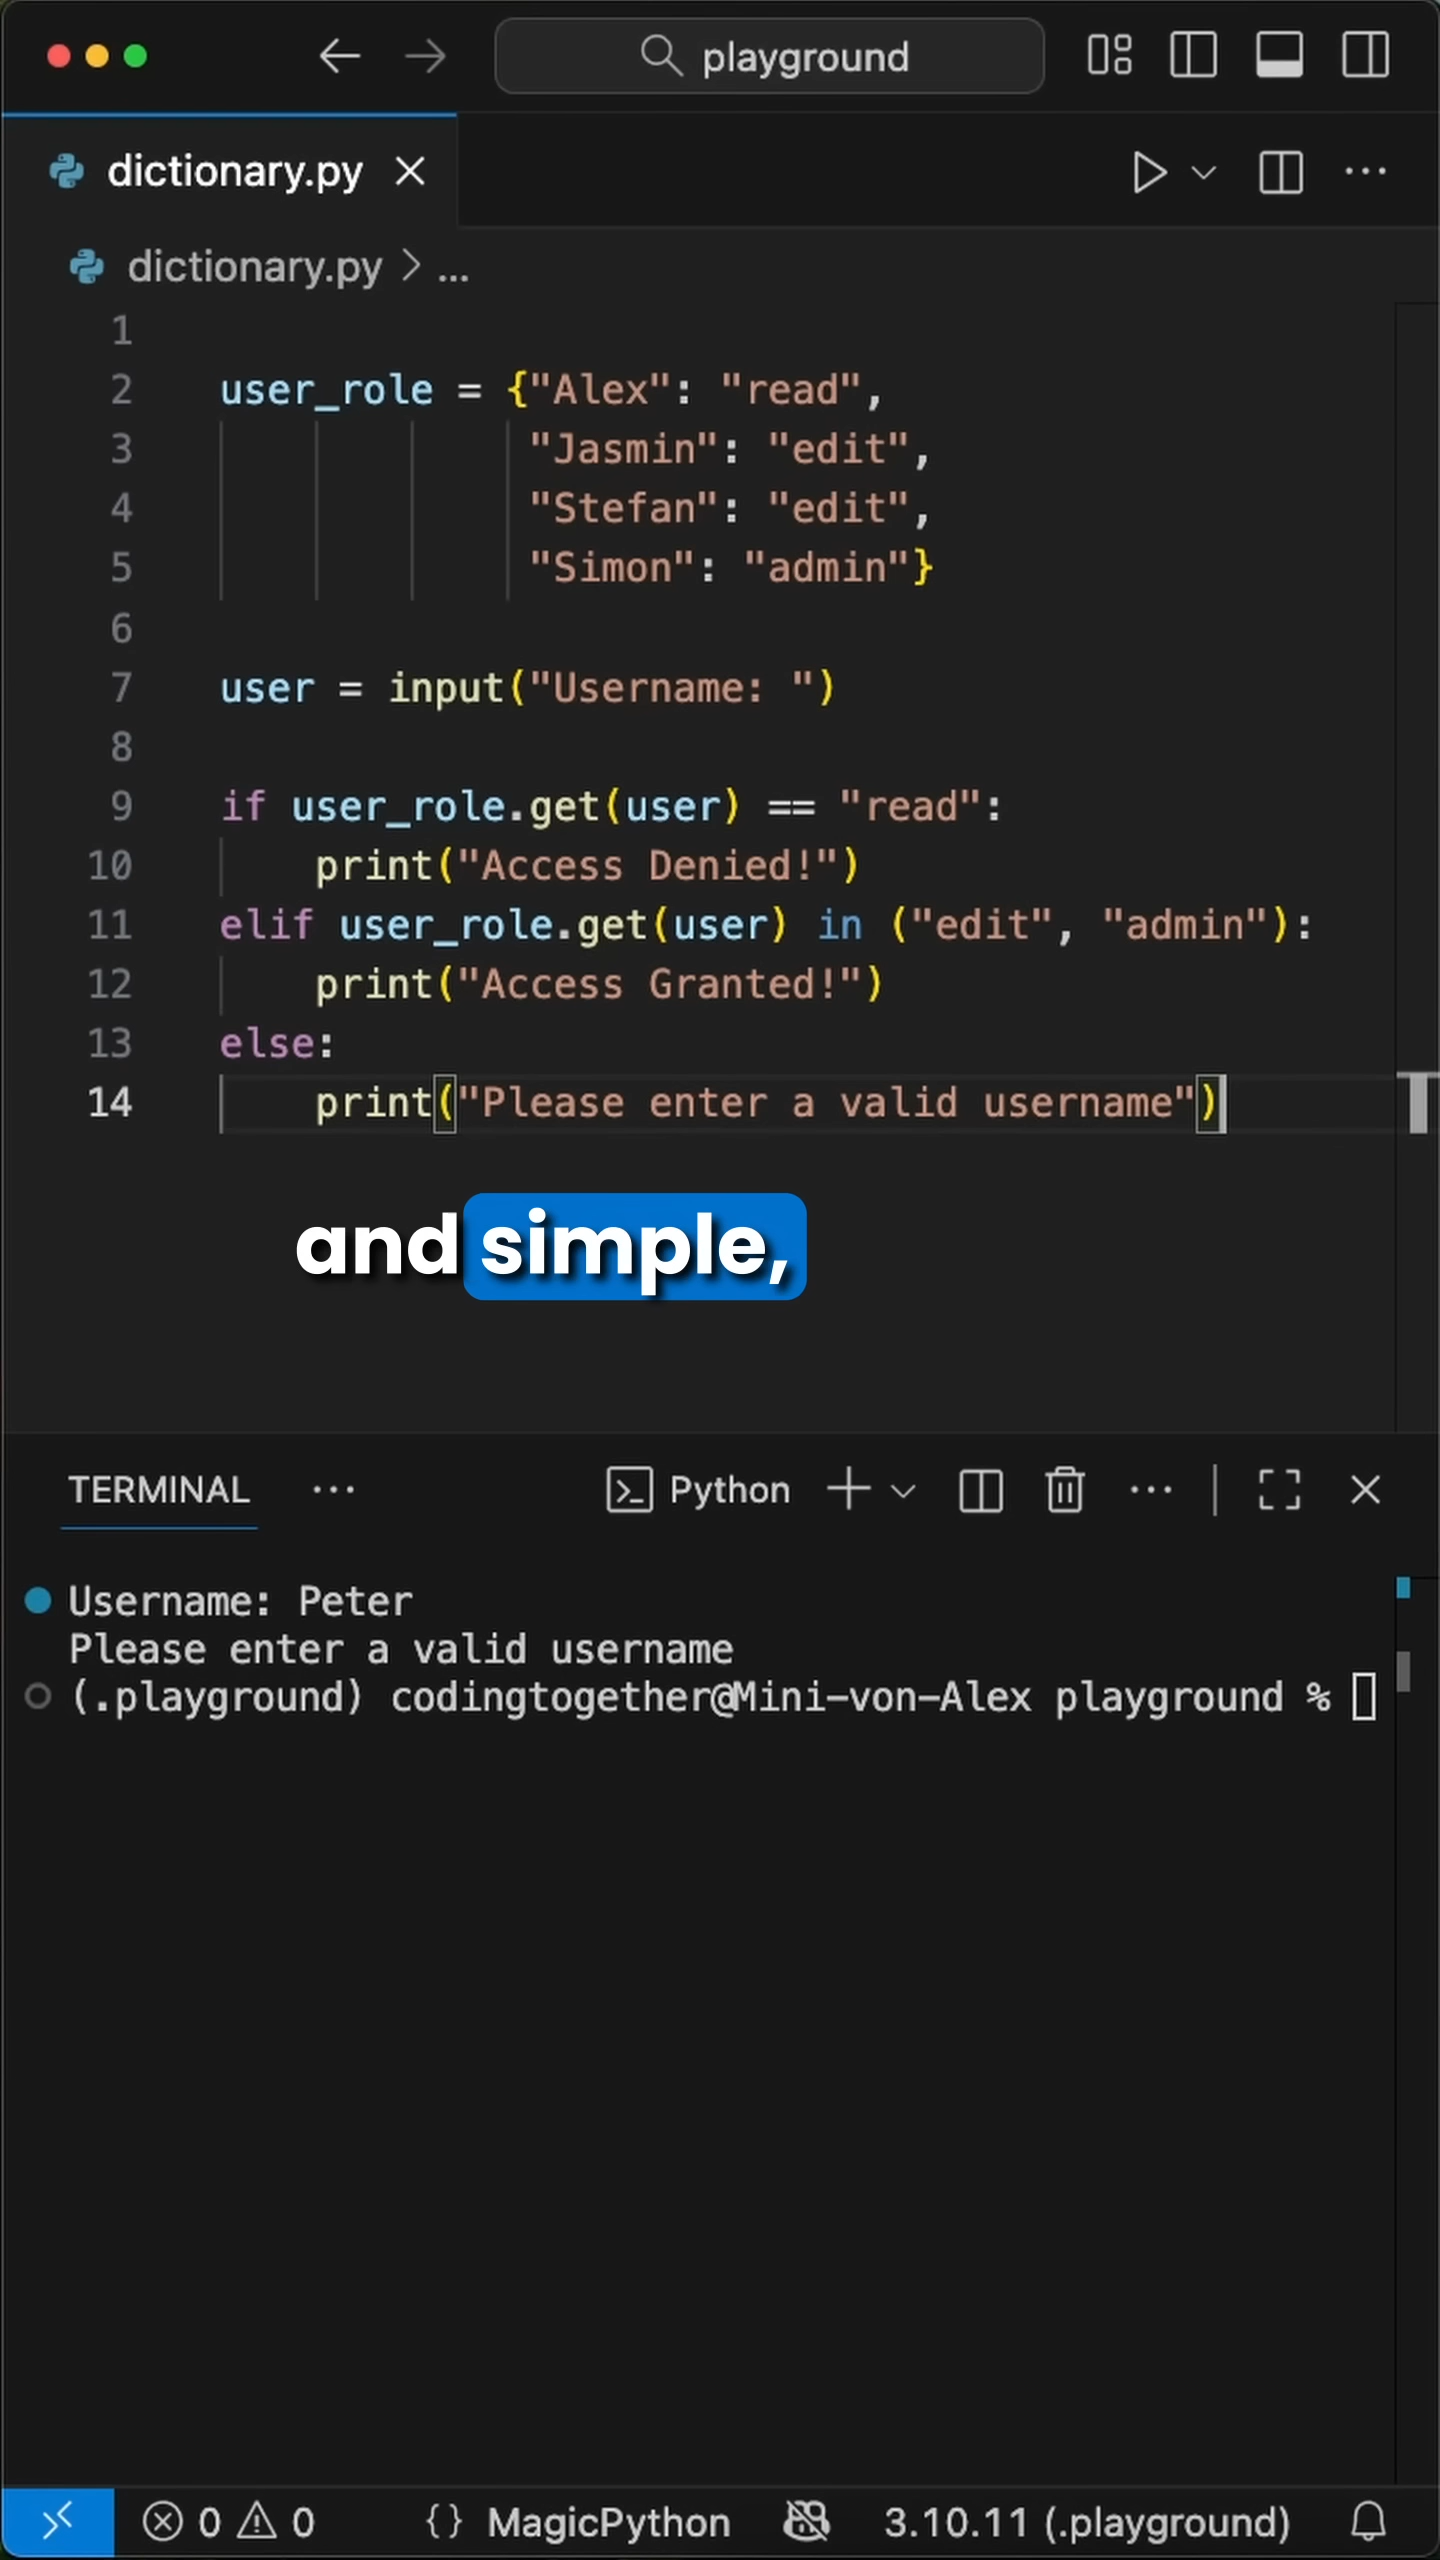 playground
dictionary.py
dictionary.py > ...
1
2 user_role = {"Alex": "read",
3 "Jasmin": "edit",
4 "Stefan": "edit",
5 "Simon": "admin"}
6
7 user = input("Username: ")
8
9 if user_role.get(user) == "read":
10 print("Access Denied!")
11 elif user_role.get(user) in ("edit", "admin"):
12 print("Access Granted!")
13 else:
14 print("Please enter a valid username")
and simple,
TERMINAL ... Python
Username: Peter
Please enter a valid username
(.playground) codingtogether@Mini-von-Alex playground %
0 0 {} MagicPython 3.10.11 (.playground)